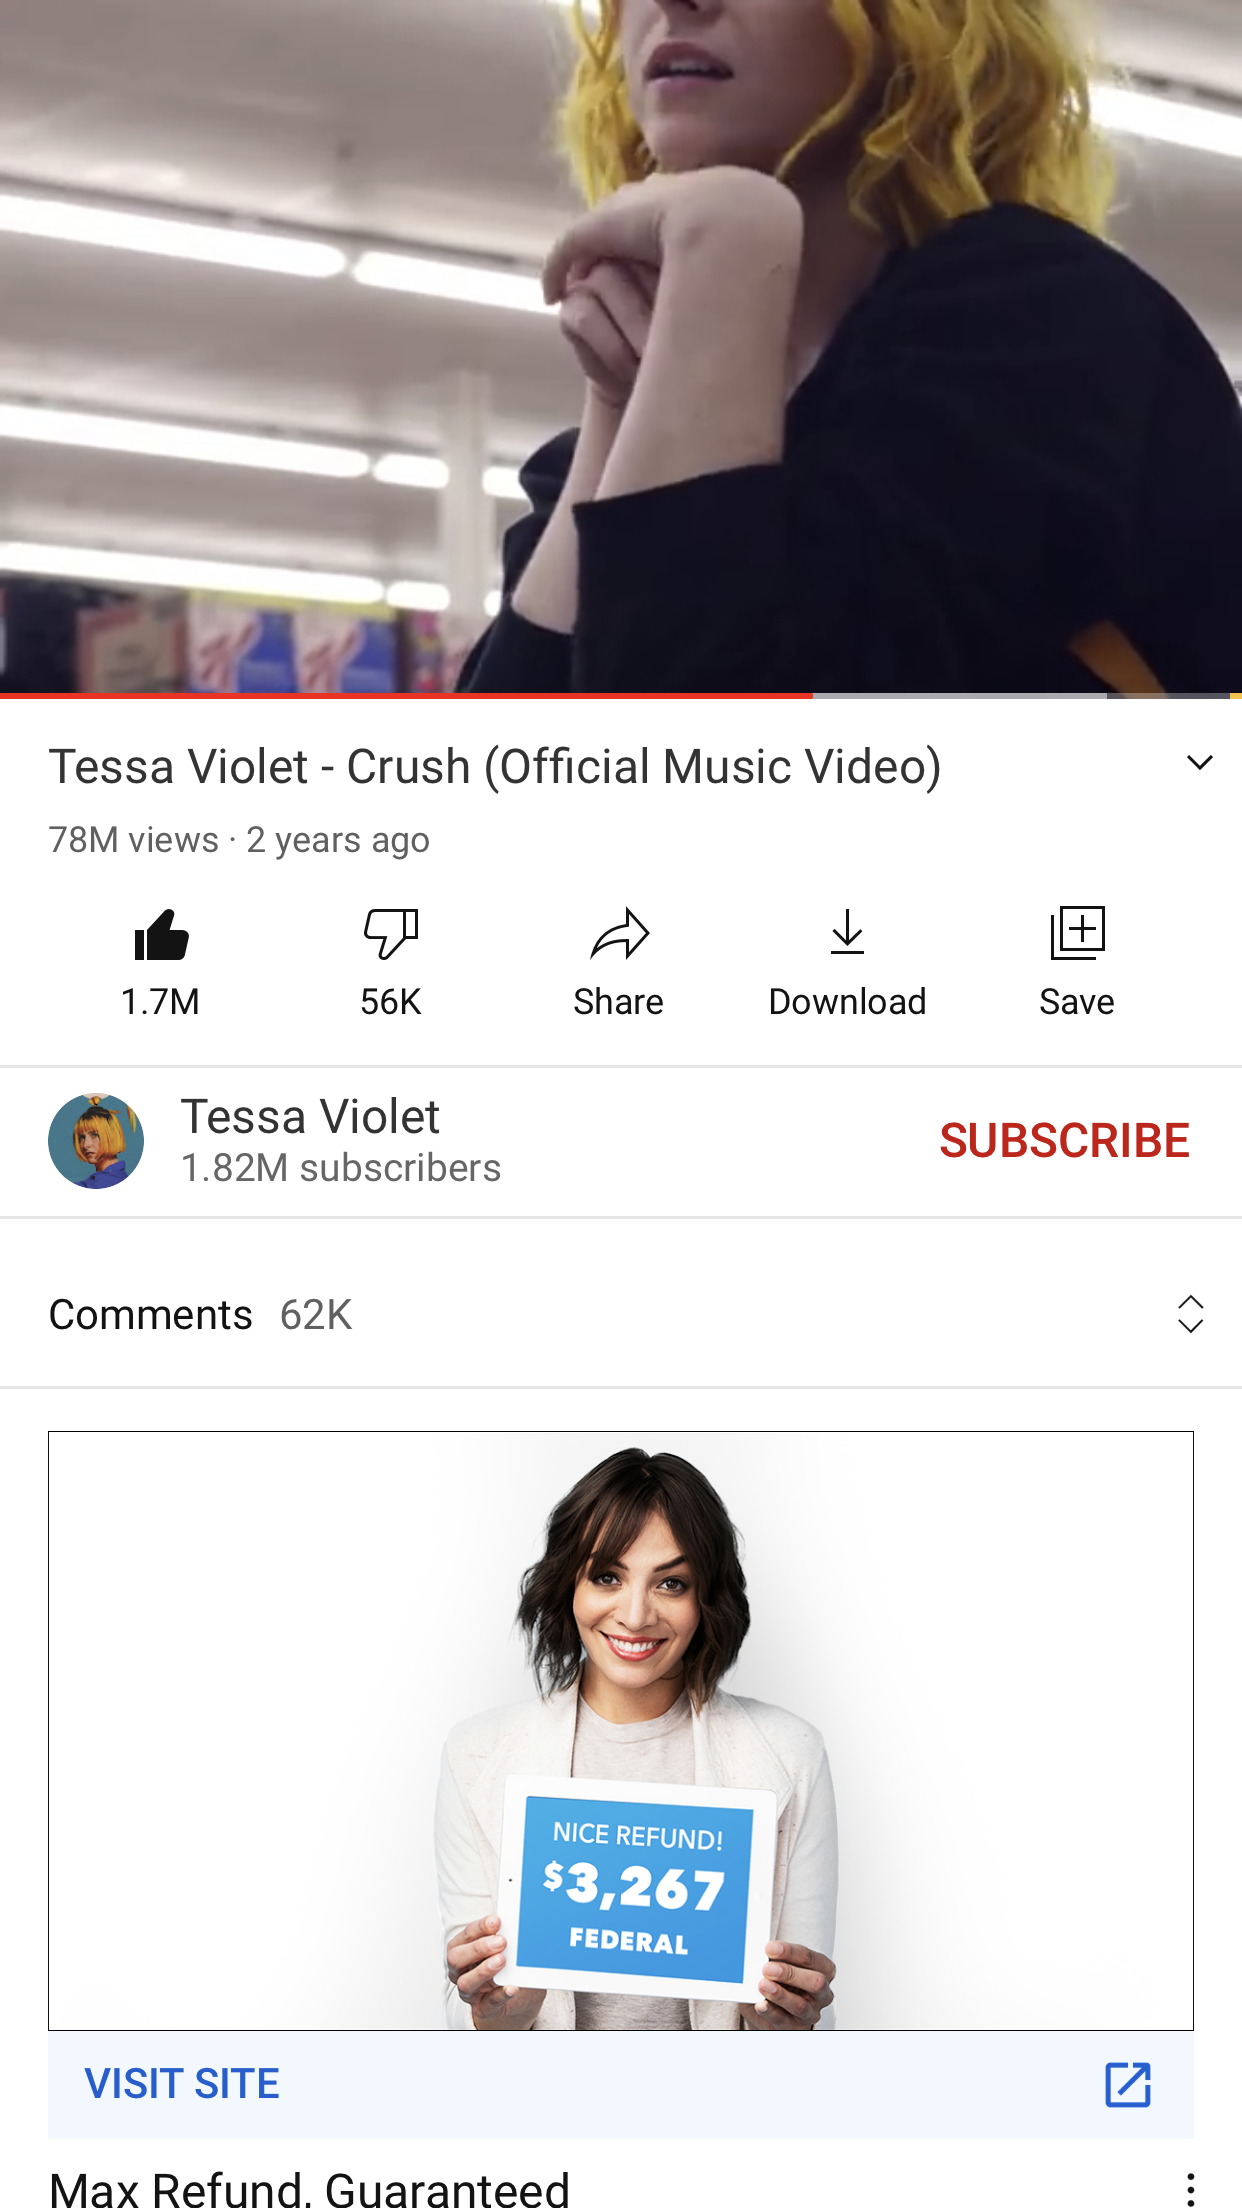 Tessa Violet - Crush (Official Music Video)
78M views · 2 years ago
1.7M
56K
Share
Download
Save
Tessa Violet
1.82M subscribers
SUBSCRIBE
Comments 62K
NICE REFUND!
$3,267
FEDERAL
VISIT SITE
Max Refund, Guaranteed